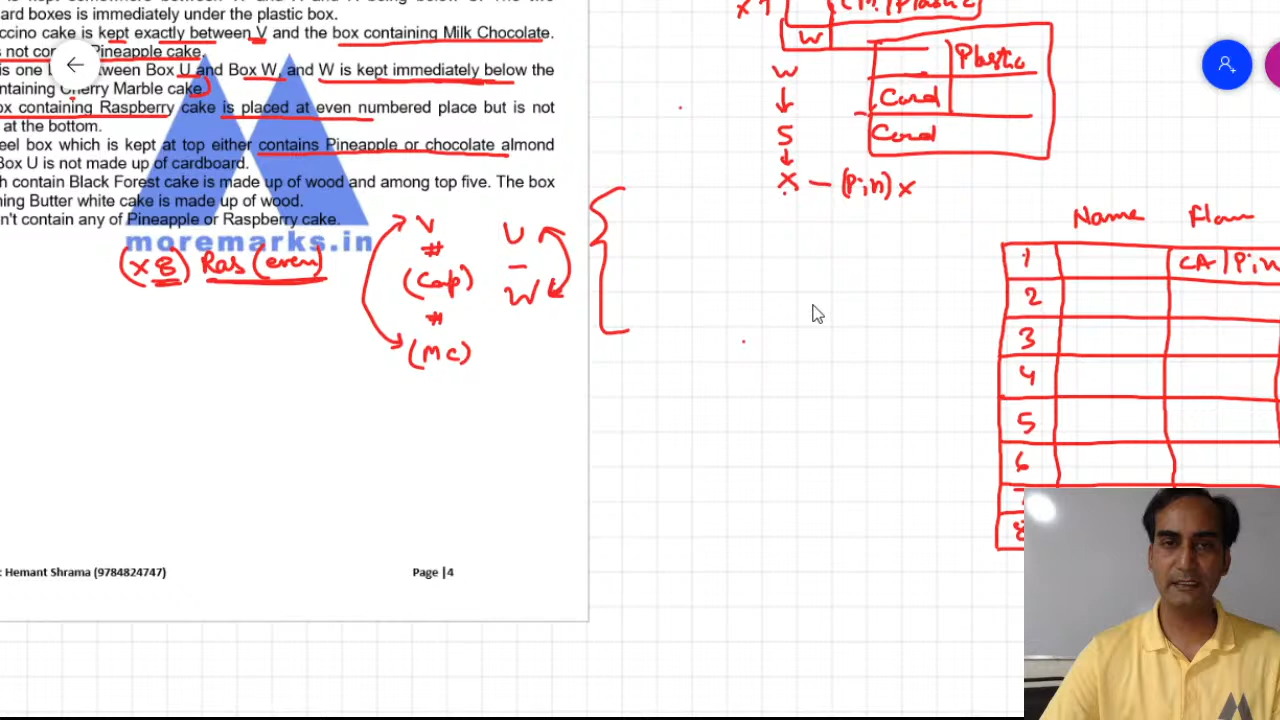 ard boxes is immediately under the plastic box.
ccino cake is kept exactly between V and the box containing Milk Chocolate.
s not con Pineapple cake.
is one between Box U and Box W, and W is kept immediately below the
ntaining Cherry Marble cake
ox containing Raspberry cake is placed at even numbered place but is not
at the bottom.
eel box which is kept at top either contains Pineapple or chocolate almond
Box U is not made up of cardboard.
h contain Black Forest cake is made up of wood and among top five. The box
ning Butter white cake is made up of wood.
n't contain any of Pineapple or Raspberry cake.
moremarks.in
(x 8) Ras (even)
V
#
(Cap)
#
(Mc)
U
–
W
x 1
W
Plastic
Card
Card
W
↓
S
↓
X – (Pin) x
Name
1 CA | Pin
2
3
4
5
6
8
: Hemant Shrama (9784824747)
Page |4